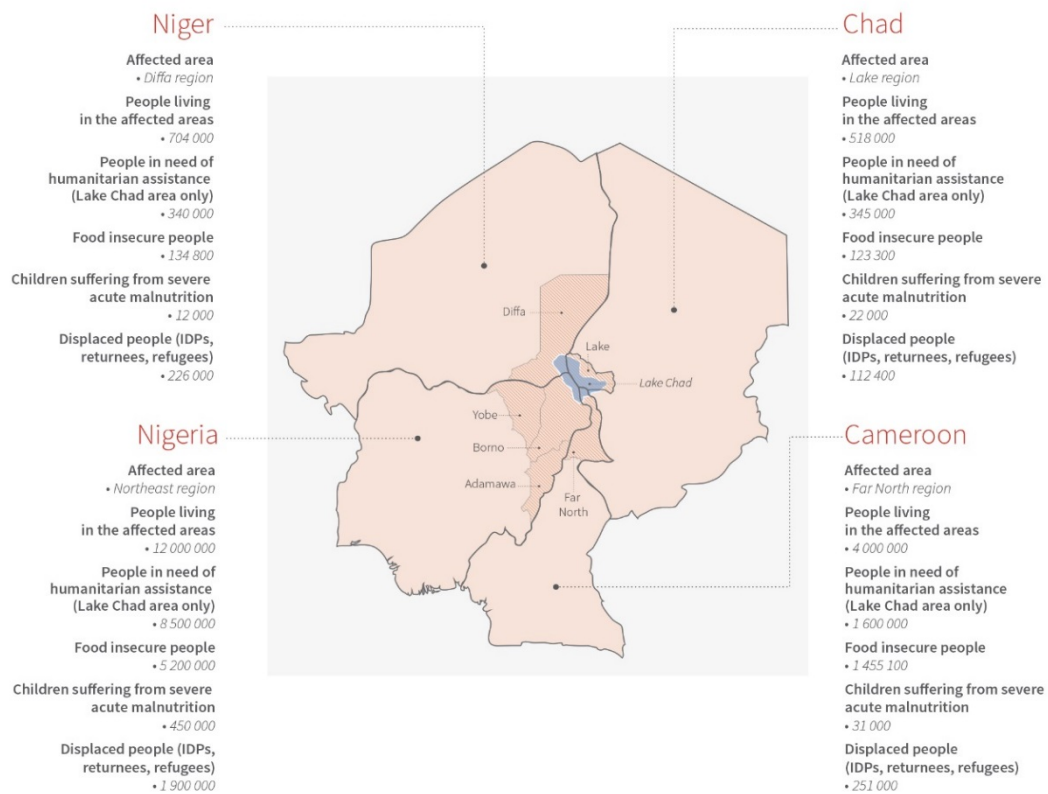 Niger
Affected area
• Diffa region
People living
in the affected areas
• 704 000
People in need of
humanitarian assistance
(Lake Chad area only)
• 340 000
Food insecure people
• 134 800
Children suffering from severe
acute malnutrition
• 12 000
Displaced people (IDPs,
returnees, refugees)
• 226 000
Chad
Affected area
• Lake region
People living
in the affected areas
• 518 000
People in need of
humanitarian assistance
(Lake Chad area only)
• 345 000
Food insecure people
• 123 300
Children suffering from severe
acute malnutrition
• 22 000
Displaced people
(IDPs, returnees, refugees)
• 112 400
Diffa
Lake
Lake Chad
Yobe
Borno
Adamawa
Far
North
Nigeria
Affected area
• Northeast region
People living
in the affected areas
• 12 000 000
People in need of
humanitarian assistance
(Lake Chad area only)
• 8 500 000
Food insecure people
• 5 200 000
Children suffering from severe
acute malnutrition
• 450 000
Displaced people (IDPs,
returnees, refugees)
• 1 900 000
Cameroon
Affected area
• Far North region
People living
in the affected areas
• 4 000 000
People in need of
humanitarian assistance
(Lake Chad area only)
• 1 600 000
Food insecure people
• 1 455 100
Children suffering from severe
acute malnutrition
• 31 000
Displaced people
(IDPs, returnees, refugees)
• 251 000